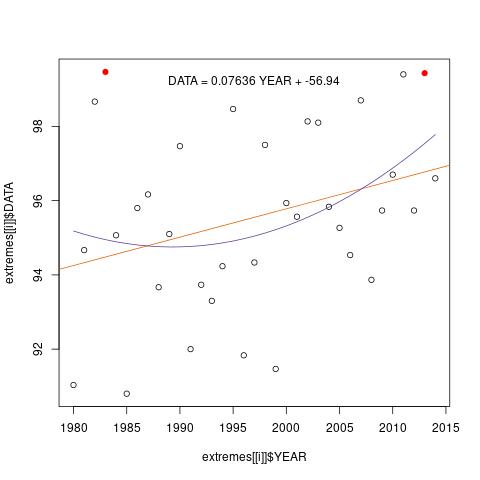 DATA = 0.07636 YEAR + -56.94
extremes[[i]]$DATA
98
96
94
92
1980 1985 1990 1995 2000 2005 2010 2015
extremes[[i]]$YEAR